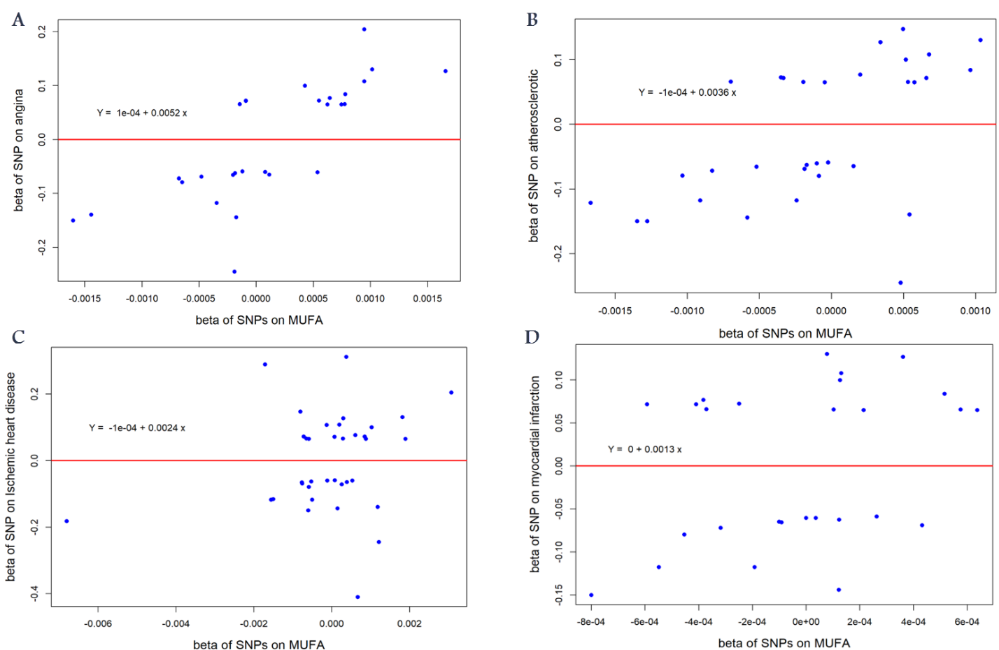 A
beta of SNP on angina
0.2
0.1
0.0
-0.1
-0.2
Y = 1e-04 + 0.0052 x
-0.0015 -0.0010 -0.0005 0.0000 0.0005 0.0010 0.0015
beta of SNPs on MUFA
B
beta of SNP on atherosclerotic
0.1
0.0
-0.1
-0.2
Y = -1e-04 + 0.0036 x
-0.0015 -0.0010 -0.0005 0.0000 0.0005 0.0010
beta of SNPs on MUFA
C
beta of SNP on Ischemic heart disease
0.2
0.0
-0.2
-0.4
Y = -1e-04 + 0.0024 x
-0.006 -0.004 -0.002 0.000 0.002
beta of SNPs on MUFA
D
beta of SNP on myocardial infarction
0.10
0.05
0.00
-0.05
-0.10
-0.15
Y = 0 + 0.0013 x
-8e-04 -6e-04 -4e-04 -2e-04 0e+00 2e-04 4e-04 6e-04
beta of SNPs on MUFA